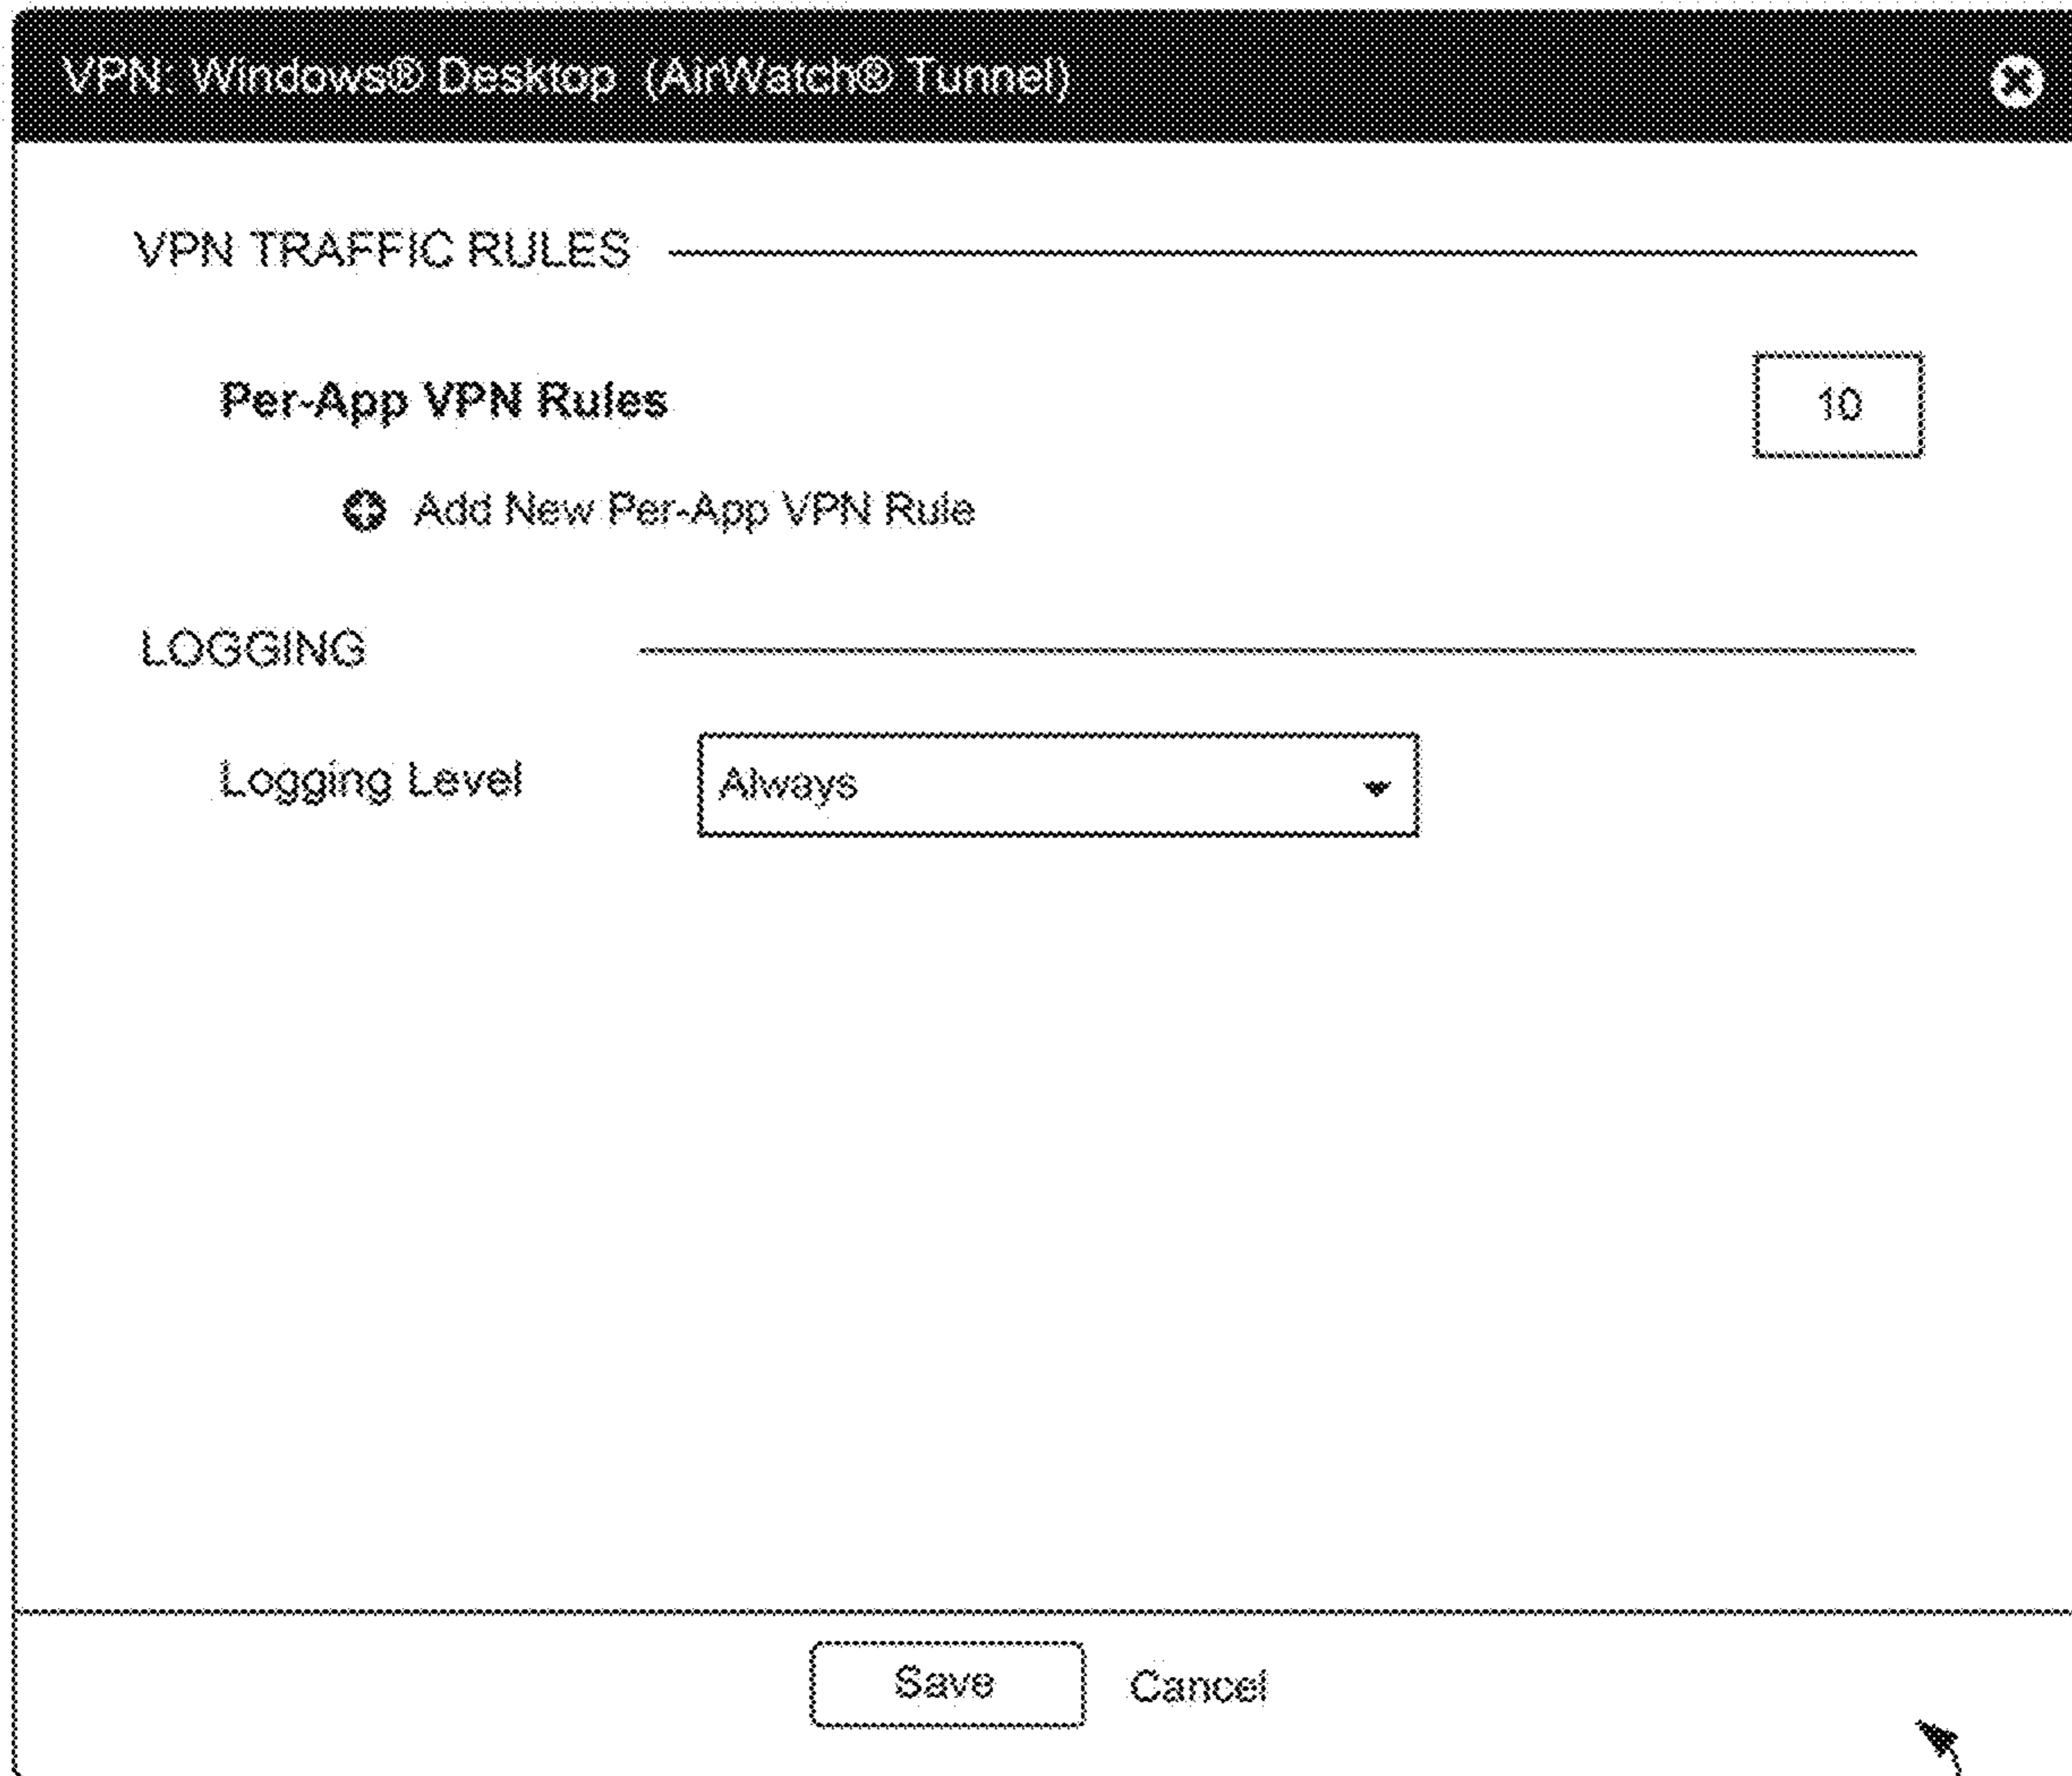 VPN: Windows® Desktop (AirWatch® Tunnel)
VPN TRAFFIC RULES
Per-App VPN Rules
10
Add New Per-App VPN Rule
LOGGING
Logging Level
Always
Save
Cancel